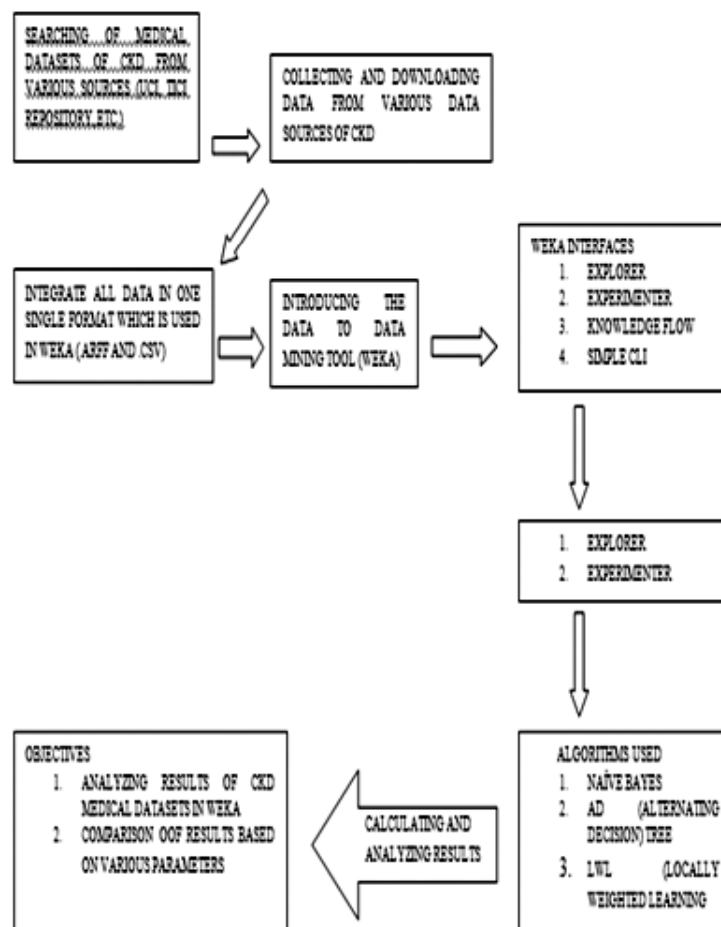 SEARCHING OF MEDICAL
DATASETS OF CKD FROM
VARIOUS SOURCES (UCI, TICI
REPOSITORY, ETC.)
COLLECTING AND DOWNLOADING
DATA FROM VARIOUS DATA
SOURCES OF CKD
INTEGRATE ALL DATA IN ONE
SINGLE FORMAT WHICH IS USED
IN WEKA (.ARFF AND .CSV)
INTRODUCING THE
DATA TO DATA
MINING TOOL (WEKA)
WEKA INTERFACES
1. EXPLORER
2. EXPERIMENTER
3. KNOWLEDGE FLOW
4. SIMPLE CLI
1. EXPLORER
2. EXPERIMENTER
ALGORITHMS USED
1. NAÏVE BAYES
2. AD (ALTERNATING
DECISION) TREE
3. LWL (LOCALLY
WEIGHTED LEARNING
CALCULATING AND
ANALYZING RESULTS
OBJECTIVES
1. ANALYZING RESULTS OF CKD
MEDICAL DATASETS IN WEKA
2. COMPARISON OOF RESULTS BASED
ON VARIOUS PARAMETERS